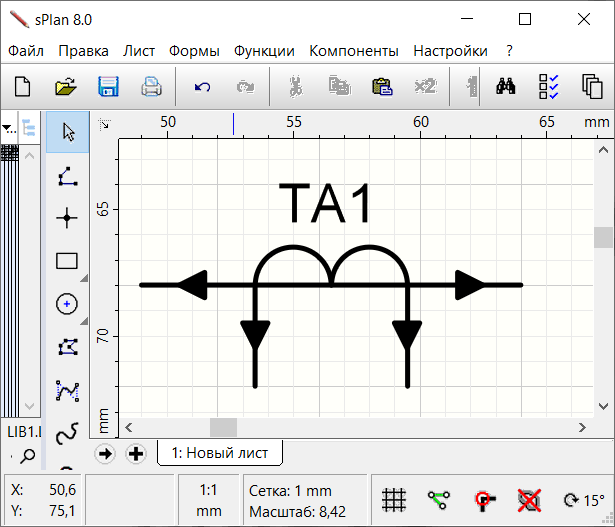 sPlan 8.0
Файл Правка Лист Формы Функции Компоненты Настройки ?
×2
50 55 60 65 mm
65
70
mm
TA1
LIB1.L
1: Новый лист
X: 50,6
Y: 75,1
1:1
mm
Сетка: 1 mm
Масштаб: 8,42
15°